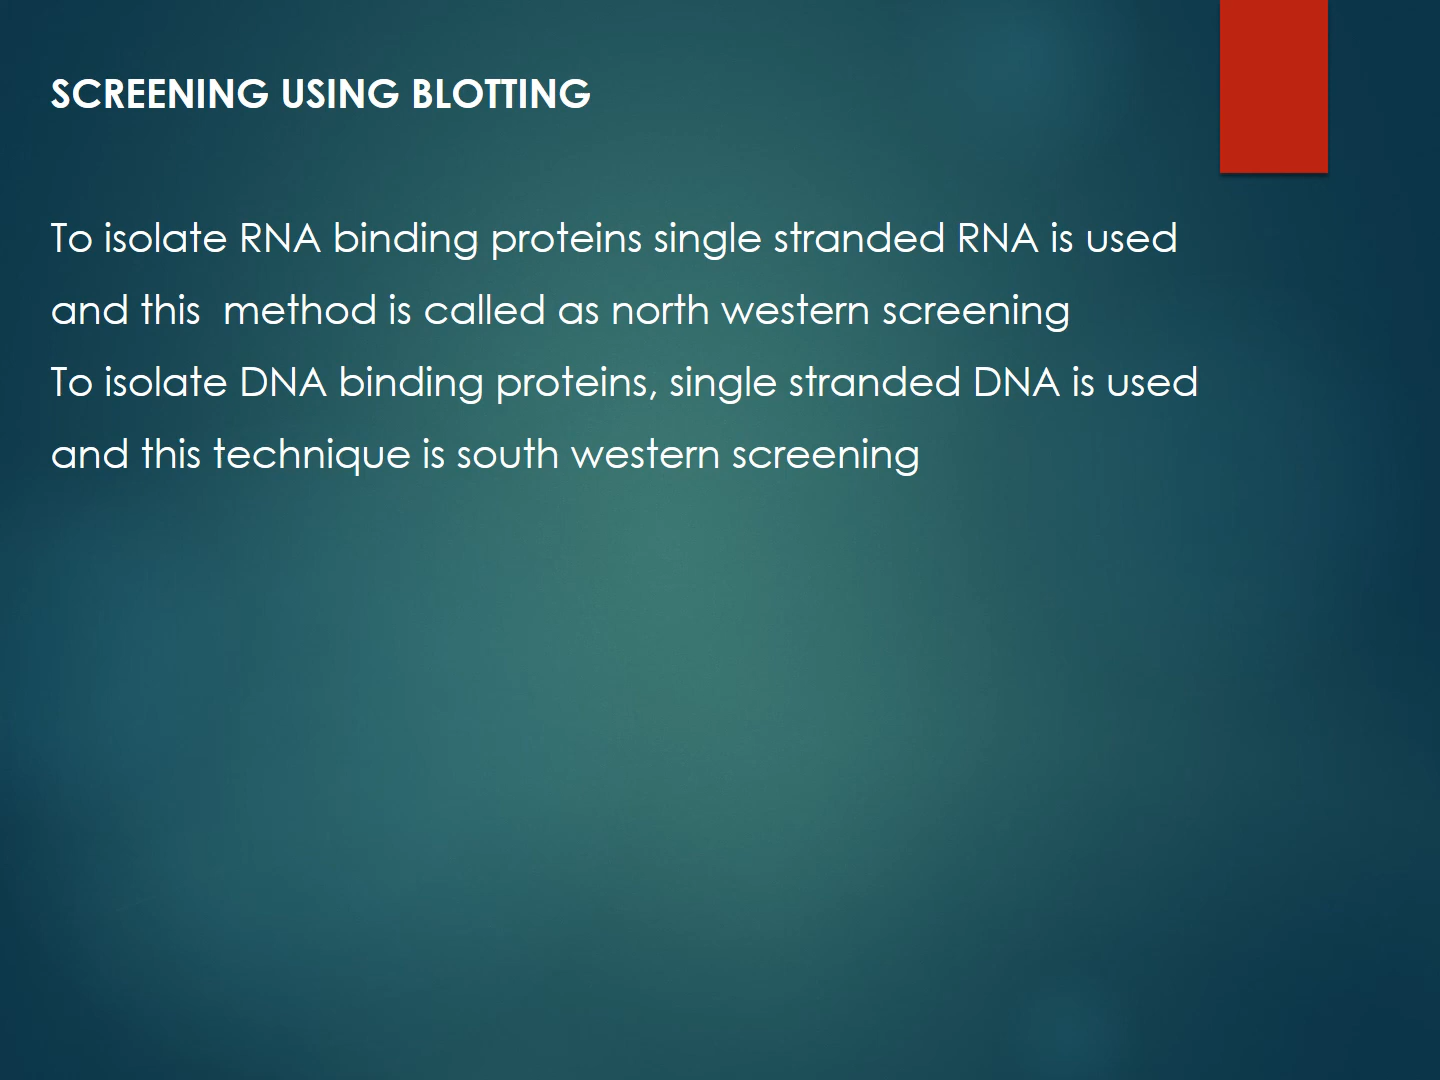 SCREENING USING BLOTTING
To isolate RNA binding proteins single stranded RNA is used
and this  method is called as north western screening
To isolate DNA binding proteins, single stranded DNA is used
and this technique is south western screening